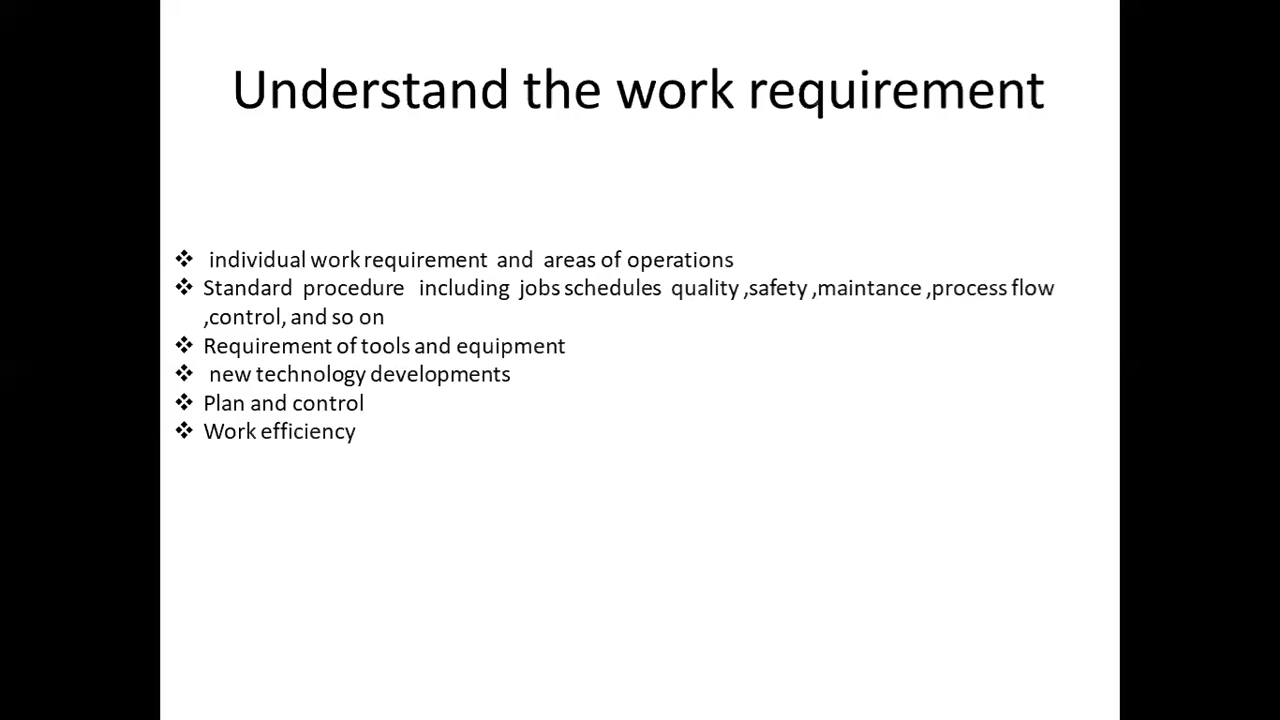 Understand the work requirement
❖ individual work requirement and areas of operations
❖ Standard procedure including jobs schedules quality ,safety ,maintance ,process flow
,control, and so on
❖ Requirement of tools and equipment
❖ new technology developments
❖ Plan and control
❖ Work efficiency